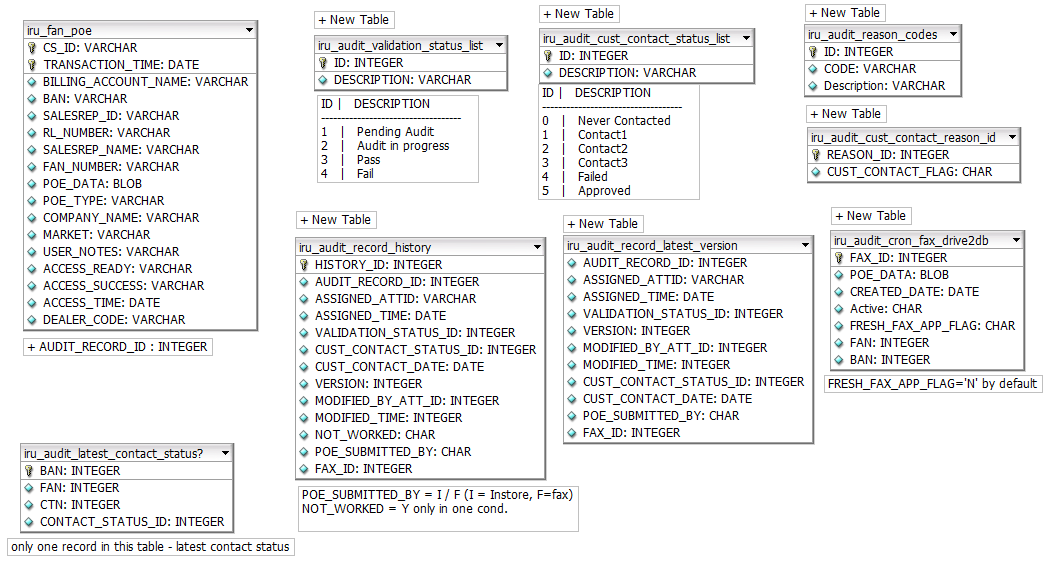 iru_fan_poe
CS_ID: VARCHAR
TRANSACTION_TIME: DATE
BILLING_ACCOUNT_NAME: VARCHAR
BAN: VARCHAR
SALESREP_ID: VARCHAR
RL_NUMBER: VARCHAR
SALESREP_NAME: VARCHAR
FAN_NUMBER: VARCHAR
POE_DATA: BLOB
POE_TYPE: VARCHAR
COMPANY_NAME: VARCHAR
MARKET: VARCHAR
USER_NOTES: VARCHAR
ACCESS_READY: VARCHAR
ACCESS_SUCCESS: VARCHAR
ACCESS_TIME: DATE
DEALER_CODE: VARCHAR
+ AUDIT_RECORD_ID : INTEGER
+ New Table
iru_audit_validation_status_list
ID: INTEGER
DESCRIPTION: VARCHAR
ID | DESCRIPTION
-----------------------------------
1 | Pending Audit
2 | Audit in progress
3 | Pass
4 | Fail
+ New Table
iru_audit_cust_contact_status_list
ID: INTEGER
DESCRIPTION: VARCHAR
ID | DESCRIPTION
-----------------------------------
0 | Never Contacted
1 | Contact1
2 | Contact2
3 | Contact3
4 | Failed
5 | Approved
+ New Table
iru_audit_reason_codes
ID: INTEGER
CODE: VARCHAR
Description: VARCHAR
+ New Table
iru_audit_cust_contact_reason_id
REASON_ID: INTEGER
CUST_CONTACT_FLAG: CHAR
+ New Table
iru_audit_record_history
HISTORY_ID: INTEGER
AUDIT_RECORD_ID: INTEGER
ASSIGNED_ATTID: VARCHAR
ASSIGNED_TIME: DATE
VALIDATION_STATUS_ID: INTEGER
CUST_CONTACT_STATUS_ID: INTEGER
CUST_CONTACT_DATE: DATE
VERSION: INTEGER
MODIFIED_BY_ATT_ID: INTEGER
MODIFIED_TIME: INTEGER
NOT_WORKED: CHAR
POE_SUBMITTED_BY: CHAR
FAX_ID: INTEGER
POE_SUBMITTED_BY = I / F (I = Instore, F=fax)
NOT_WORKED = Y only in one cond.
+ New Table
iru_audit_record_latest_version
AUDIT_RECORD_ID: INTEGER
ASSIGNED_ATTID: VARCHAR
ASSIGNED_TIME: DATE
VALIDATION_STATUS_ID: INTEGER
VERSION: INTEGER
MODIFIED_BY_ATT_ID: INTEGER
MODIFIED_TIME: INTEGER
CUST_CONTACT_STATUS_ID: INTEGER
CUST_CONTACT_DATE: DATE
POE_SUBMITTED_BY: CHAR
FAX_ID: INTEGER
+ New Table
iru_audit_cron_fax_drive2db
FAX_ID: INTEGER
POE_DATA: BLOB
CREATED_DATE: DATE
Active: CHAR
FRESH_FAX_APP_FLAG: CHAR
FAN: INTEGER
BAN: INTEGER
FRESH_FAX_APP_FLAG='N' by default
iru_audit_latest_contact_status?
BAN: INTEGER
FAN: INTEGER
CTN: INTEGER
CONTACT_STATUS_ID: INTEGER
only one record in this table - latest contact status